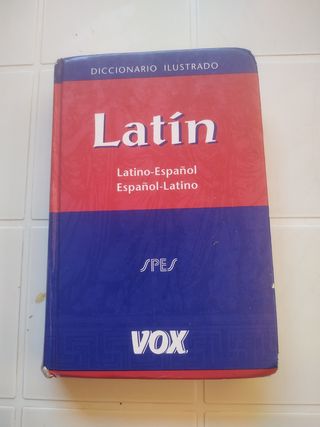 DICCIONARIO ILUSTRADO
Latín
Latino-Español
Español-Latino
SPES
VOX